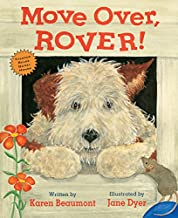 Move Over,
ROVER!
Written by
Karen Beaumont
Illustrated by
Jane Dyer